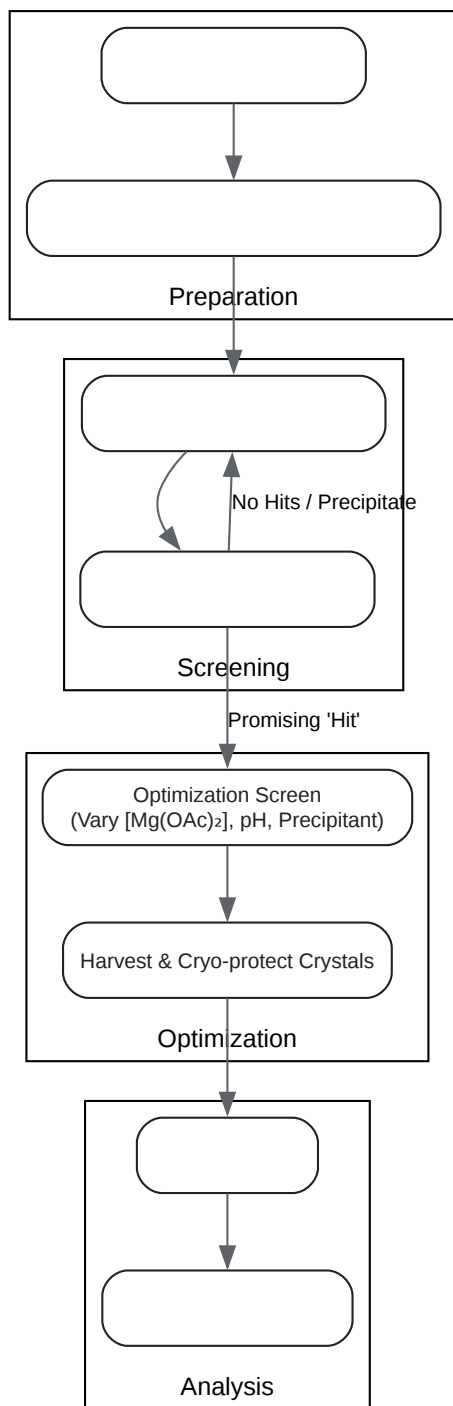 Preparation
No Hits / Precipitate
Screening
Promising 'Hit'
Optimization Screen
(Vary [Mg(OAc)₂], pH, Precipitant)
Harvest & Cryo-protect Crystals
Optimization
Analysis